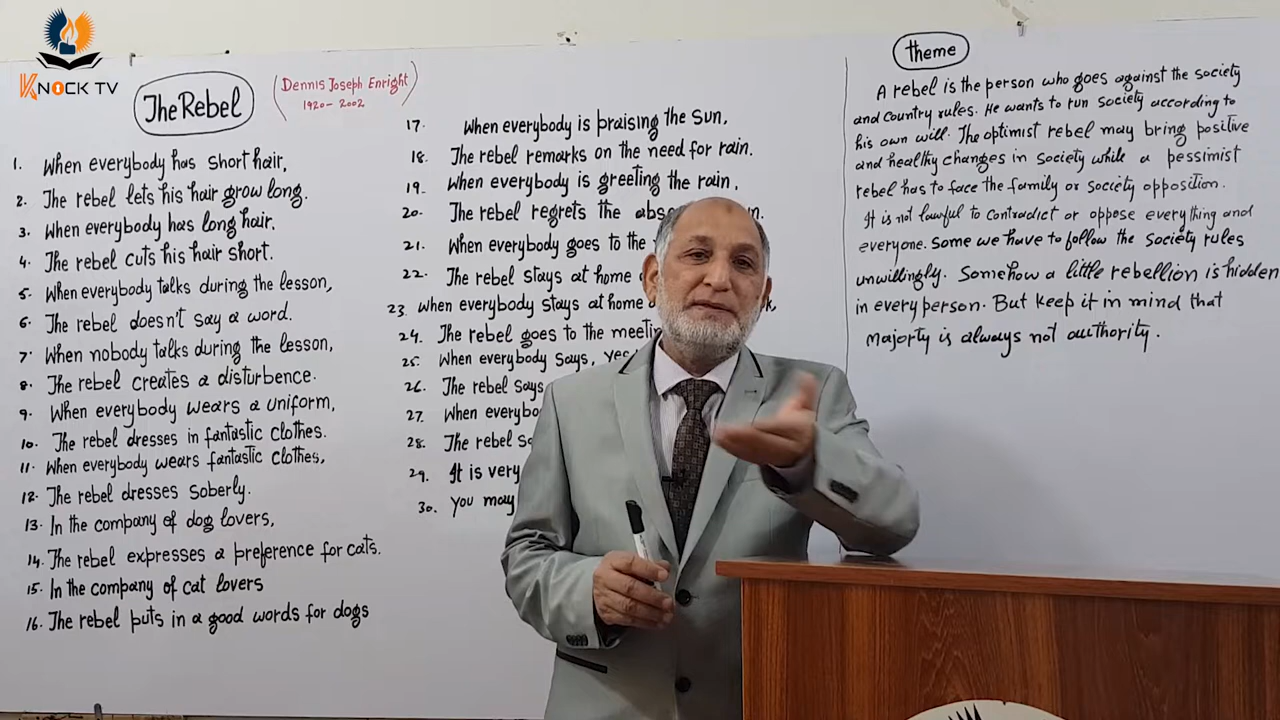 KNOCK TV
The Rebel
(Dennis Joseph Enright)
1920-2002
1. When everybody has short hair,
2. The rebel lets his hair grow long.
3. When everybody has long hair.
4. The rebel cuts his hair short.
5. When everybody talks during the lesson,
6. The rebel doesn't say a word.
7. When nobody talks during the lesson,
8. The rebel creates a disturbence.
9. When everybody wears a uniform,
10. The rebel dresses in fantastic clothes.
11. When everybody wears fantastic clothes,
12. The rebel dresses soberly.
13. In the company of dog lovers,
14. The rebel expresses a preference for cats.
15. In the company of cat lovers
16. The rebel puts in a good words for dogs
17. When everybody is praising the Sun,
18. The rebel remarks on the need for rain.
19. When everybody is greeting the rain,
20. The rebel regrets the
21. When everybody goes to the
22. The rebel stays at home
23. When everybody stays at home
24. The rebel goes to the
25. When everybody says,
26. The rebel says
27. When
28. The rebel
29. It is very
30. You may
theme
A rebel is the person who goes against the society
and country rules. He wants to run society according to
his own will. The optimist rebel may bring positive
and healthy changes in society while a pessimist
rebel has to face the family or society opposition.
It is not lawful to contradict or oppose everything and
everyone. Some we have to follow the society rules
unwillingly. Somehow a little rebellion is hidden
in every person. But keep it in mind that
majorty is always not authority.